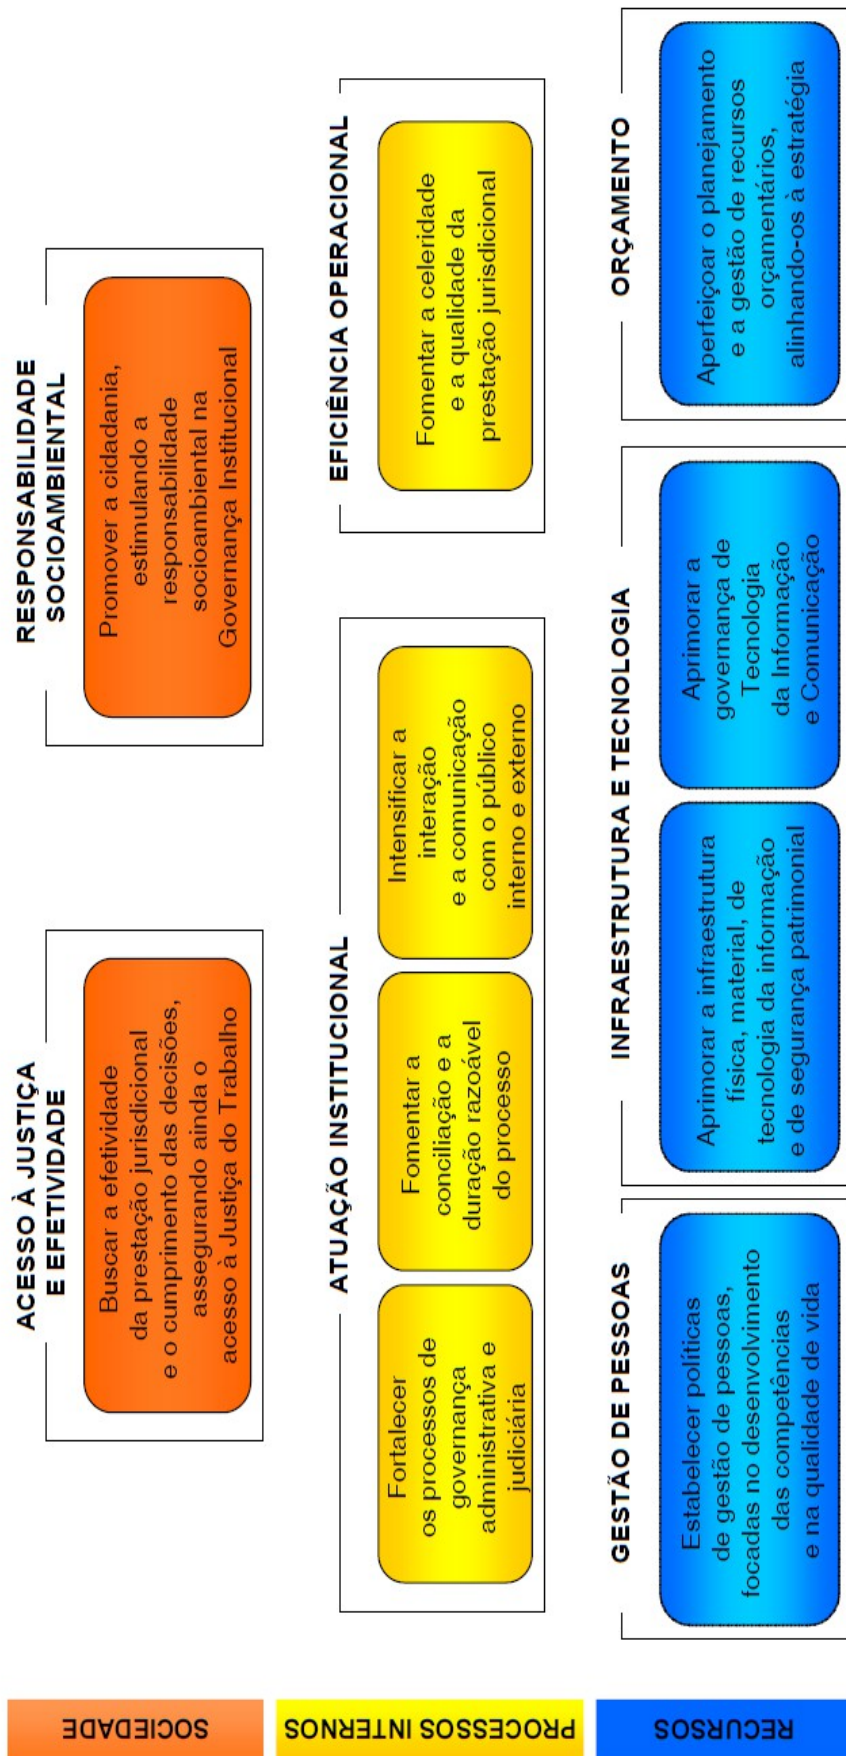 SOCIEDADE
ACESSO À JUSTIÇA
E EFETIVIDADE
Buscar a efetividade
da prestação jurisdicional
e o cumprimento das decisões,
assegurando ainda o
acesso à Justiça do Trabalho
RESPONSABILIDADE
SOCIOAMBIENTAL
Promover a cidadania,
estimulando a
responsabilidade
socioambiental na
Governança Institucional
PROCESSOS INTERNOS
ATUAÇÃO INSTITUCIONAL
Fortalecer
os processos de
governança
administrativa e
judiciária
Fomentar a
conciliação e a
duração razoável
do processo
Intensificar a
interação
e a comunicação
com o público
interno e externo
EFICIÊNCIA OPERACIONAL
Fomentar a celeridade
e a qualidade da
prestação jurisdicional
RECURSOS
GESTÃO DE PESSOAS
Estabelecer políticas
de gestão de pessoas,
focadas no desenvolvimento
das competências
e na qualidade de vida
INFRAESTRUTURA E TECNOLOGIA
Aprimorar a infraestrutura
física, material, de
tecnologia da informação
e de segurança patrimonial
Aprimorar a
governança de
Tecnologia
da Informação
e Comunicação
ORÇAMENTO
Aperfeiçoar o planejamento
e a gestão de recursos
orçamentários,
alinhando-os à estratégia